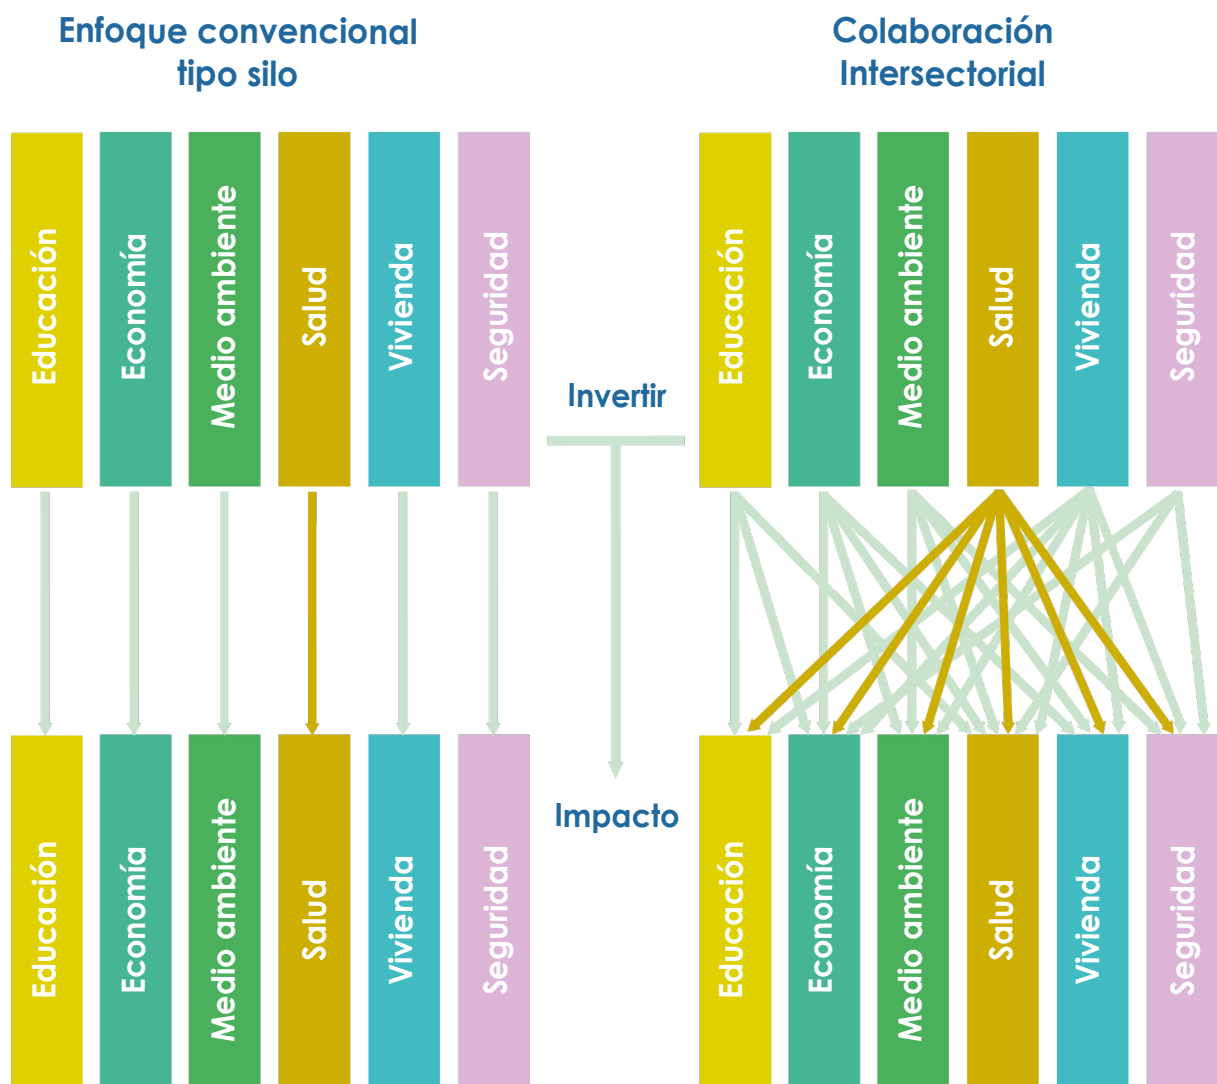 Enfoque convencional
tipo silo
Educación
Economía
Medio ambiente
Salud
Vivienda
Seguridad
Educación
Economía
Medio ambiente
Salud
Vivienda
Seguridad
Invertir
Impacto
Colaboración
Intersectorial
Educación
Economía
Medio ambiente
Salud
Vivienda
Seguridad
Educación
Economía
Medio ambiente
Salud
Vivienda
Seguridad